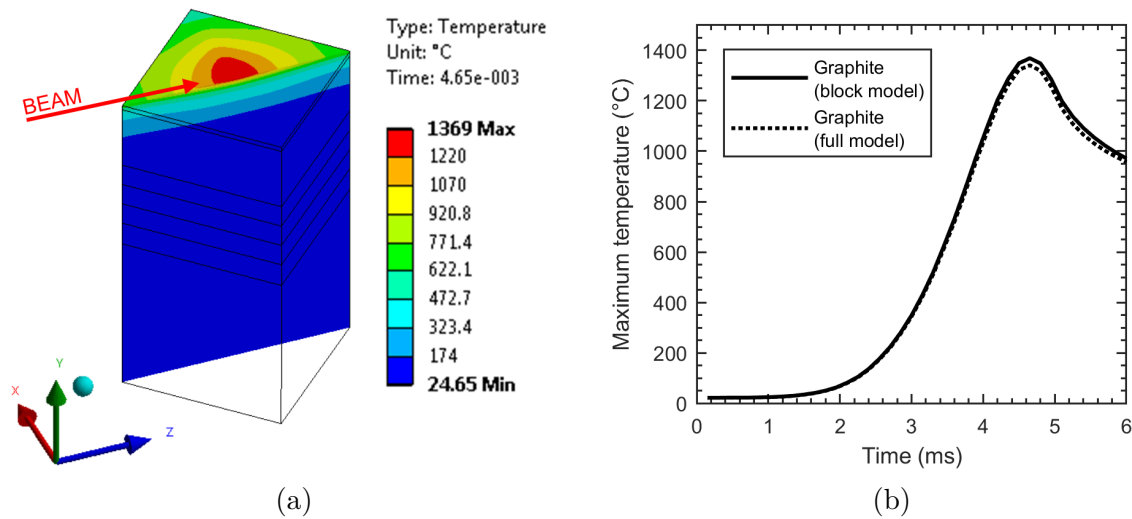 Type: Temperature
Unit: °C
Time: 4.65e-003
BEAM
1369 Max
1220
1070
920.8
771.4
622.1
472.7
323.4
174
24.65 Min
X
Y
Z
(a)
Maximum temperature (°C)
1400
1200
1000
800
600
400
200
0
Graphite
(block model)
Graphite
(full model)
0 1 2 3 4 5 6
Time (ms)
(b)